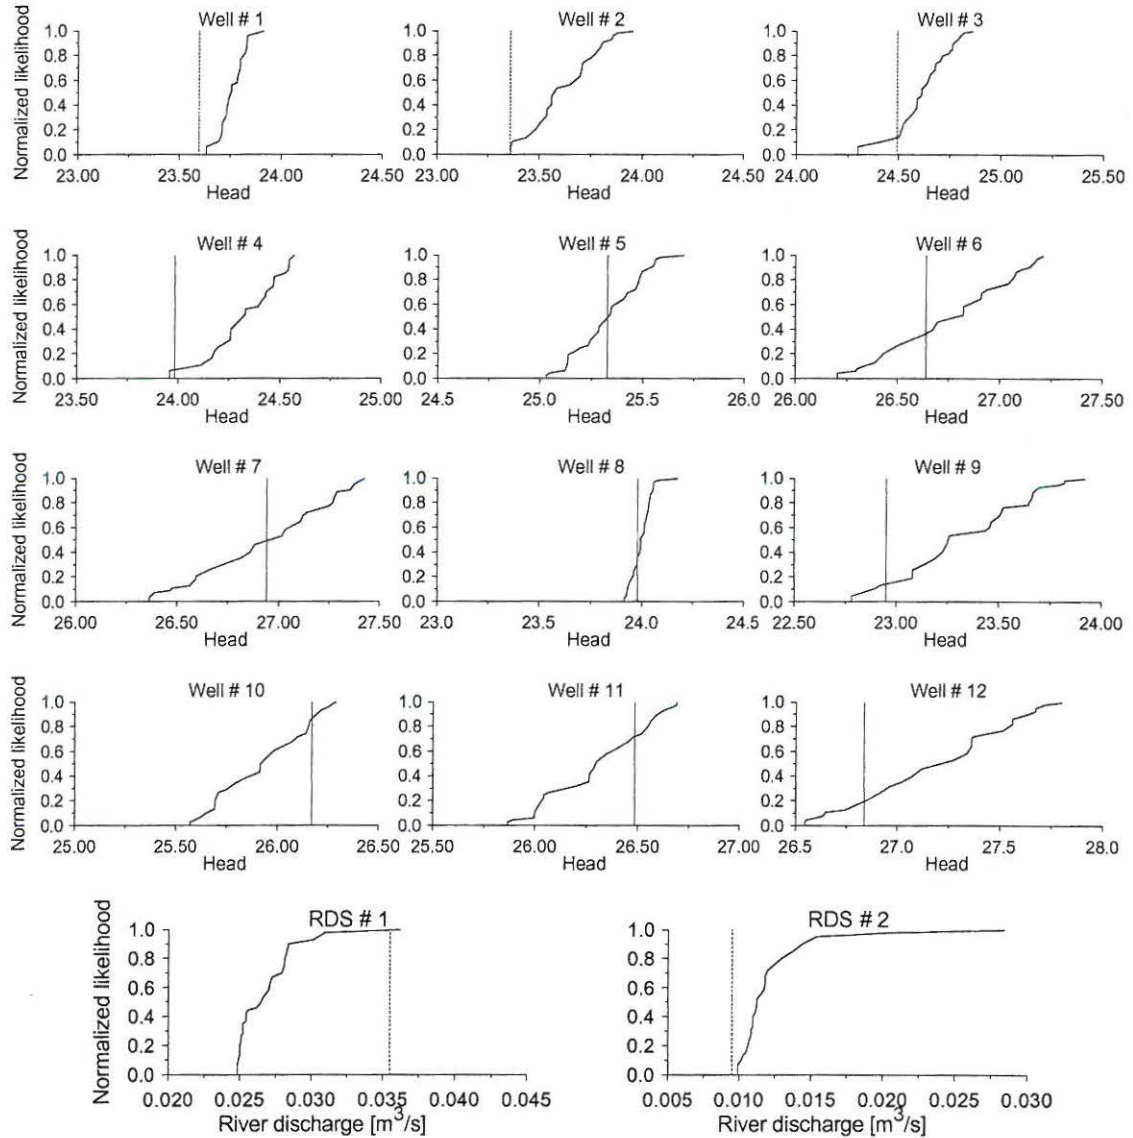 Well # 1 Well # 2 Well # 3
Normalized likelihood
1.0 1.0 1.0
0.8 0.8 0.8
0.6 0.6 0.6
0.4 0.4 0.4
0.2 0.2 0.2
0.0 0.0 0.0
23.00 23.50 24.00 24.50 23.00 23.50 24.00 24.50 24.00 24.50 25.00 25.50
Head Head Head
Well # 4 Well # 5 Well # 6
Normalized likelihood
1.0 1.0 1.0
0.8 0.8 0.8
0.6 0.6 0.6
0.4 0.4 0.4
0.2 0.2 0.2
0.0 0.0 0.0
23.50 24.00 24.50 25.00 24.5 25.0 25.5 26.0 26.00 26.50 27.00 27.50
Head Head Head
Well # 7 Well # 8 Well # 9
Normalized likelihood
1.0 1.0 1.0
0.8 0.8 0.8
0.6 0.6 0.6
0.4 0.4 0.4
0.2 0.2 0.2
0.0 0.0 0.0
26.00 26.50 27.00 27.50 23.0 23.5 24.0 24.5 22.50 23.00 23.50 24.00
Head Head Head
Well # 10 Well # 11 Well # 12
Normalized likelihood
1.0 1.0 1.0
0.8 0.8 0.8
0.6 0.6 0.6
0.4 0.4 0.4
0.2 0.2 0.2
0.0 0.0 0.0
25.00 25.50 26.00 26.50 25.50 26.00 26.50 27.00 26.5 27.0 27.5 28.0
Head Head Head
RDS # 1 RDS # 2
Normalized likelihood
1.0 1.0
0.8 0.8
0.6 0.6
0.4 0.4
0.2 0.2
0.0 0.0
0.020 0.025 0.030 0.035 0.040 0.045 0.005 0.010 0.015 0.020 0.025 0.030
River discharge [m³/s] River discharge [m³/s]